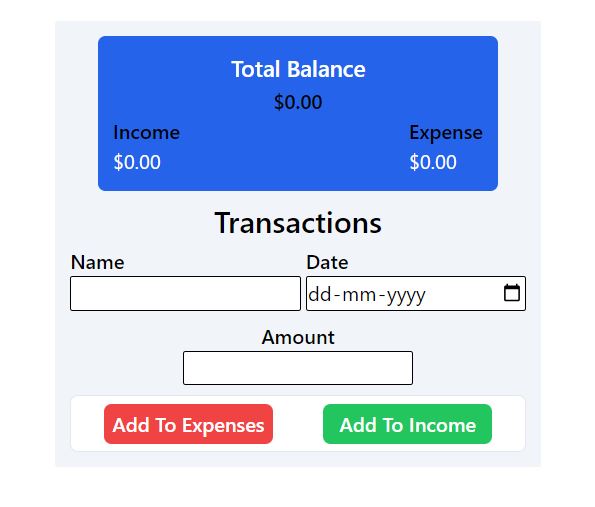 Total Balance
$0.00
Income Expense
$0.00 $0.00
Transactions
Name Date
dd-mm-yyyy
Amount
Add To Expenses Add To Income